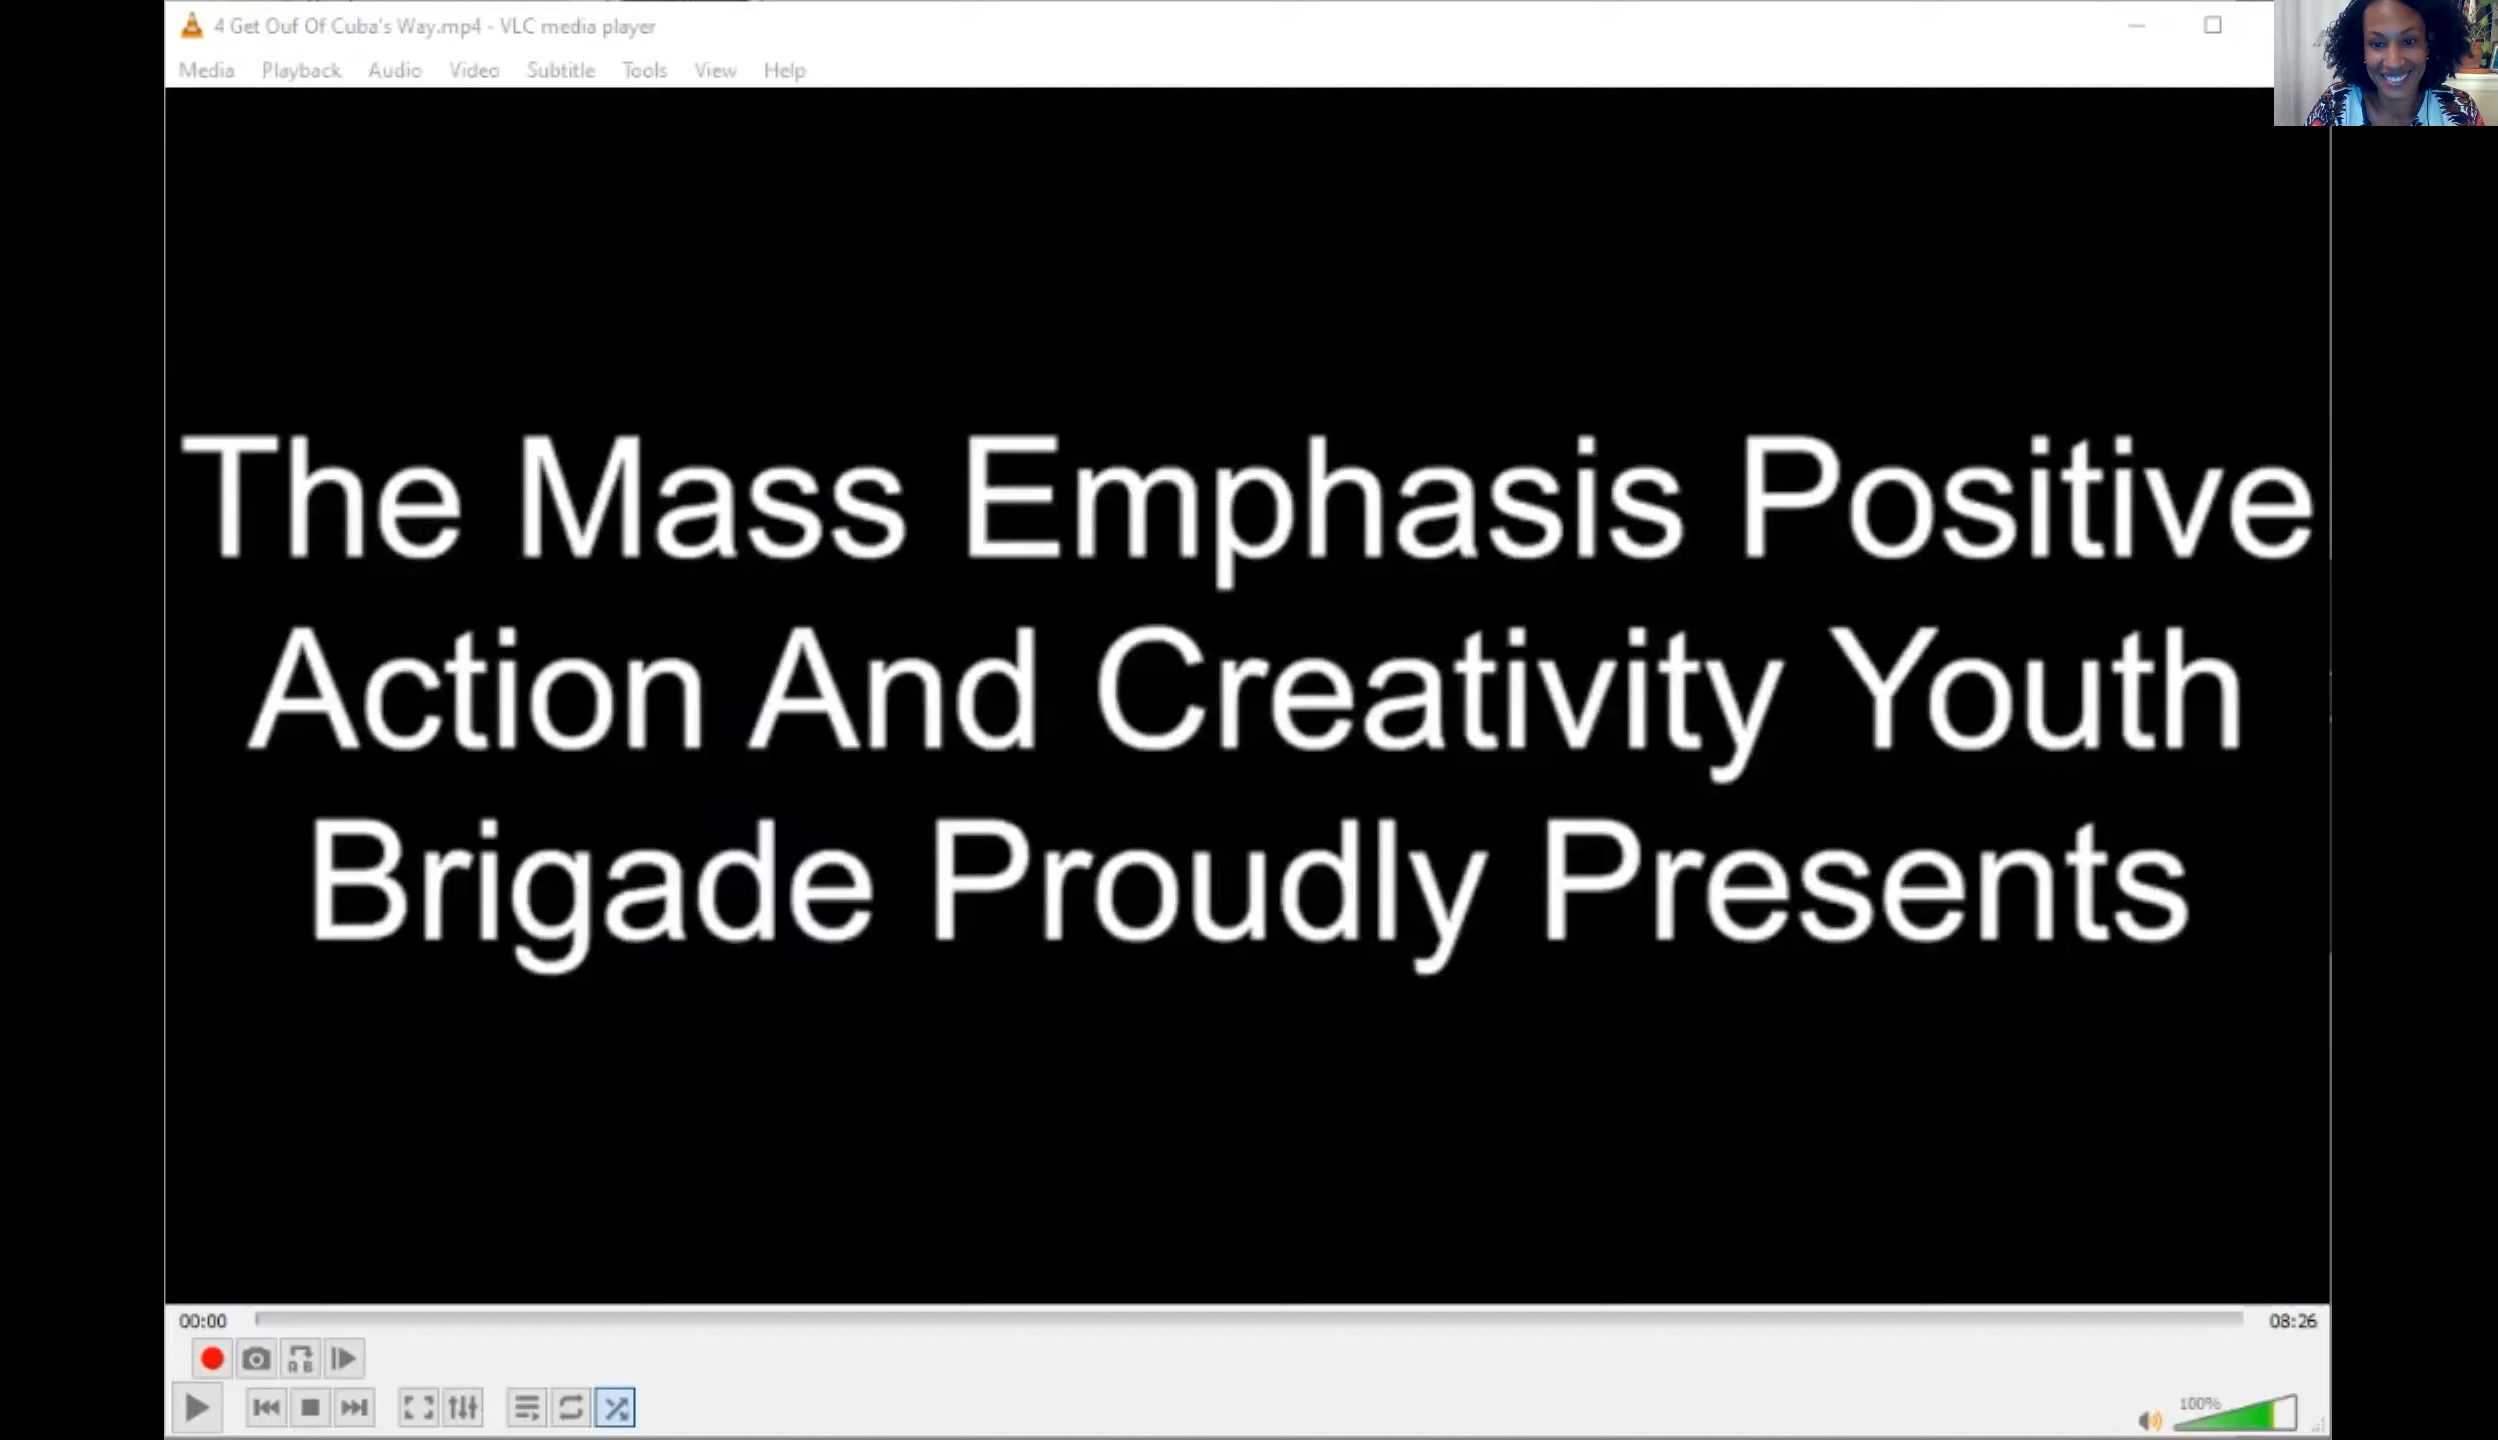 4 Get Ouf Of Cuba's Way.mp4 - VLC media player
Media Playback Audio Video Subtitle Tools View Help
The Mass Emphasis Positive
Action And Creativity Youth
Brigade Proudly Presents
00:00 08:26
A B
100%